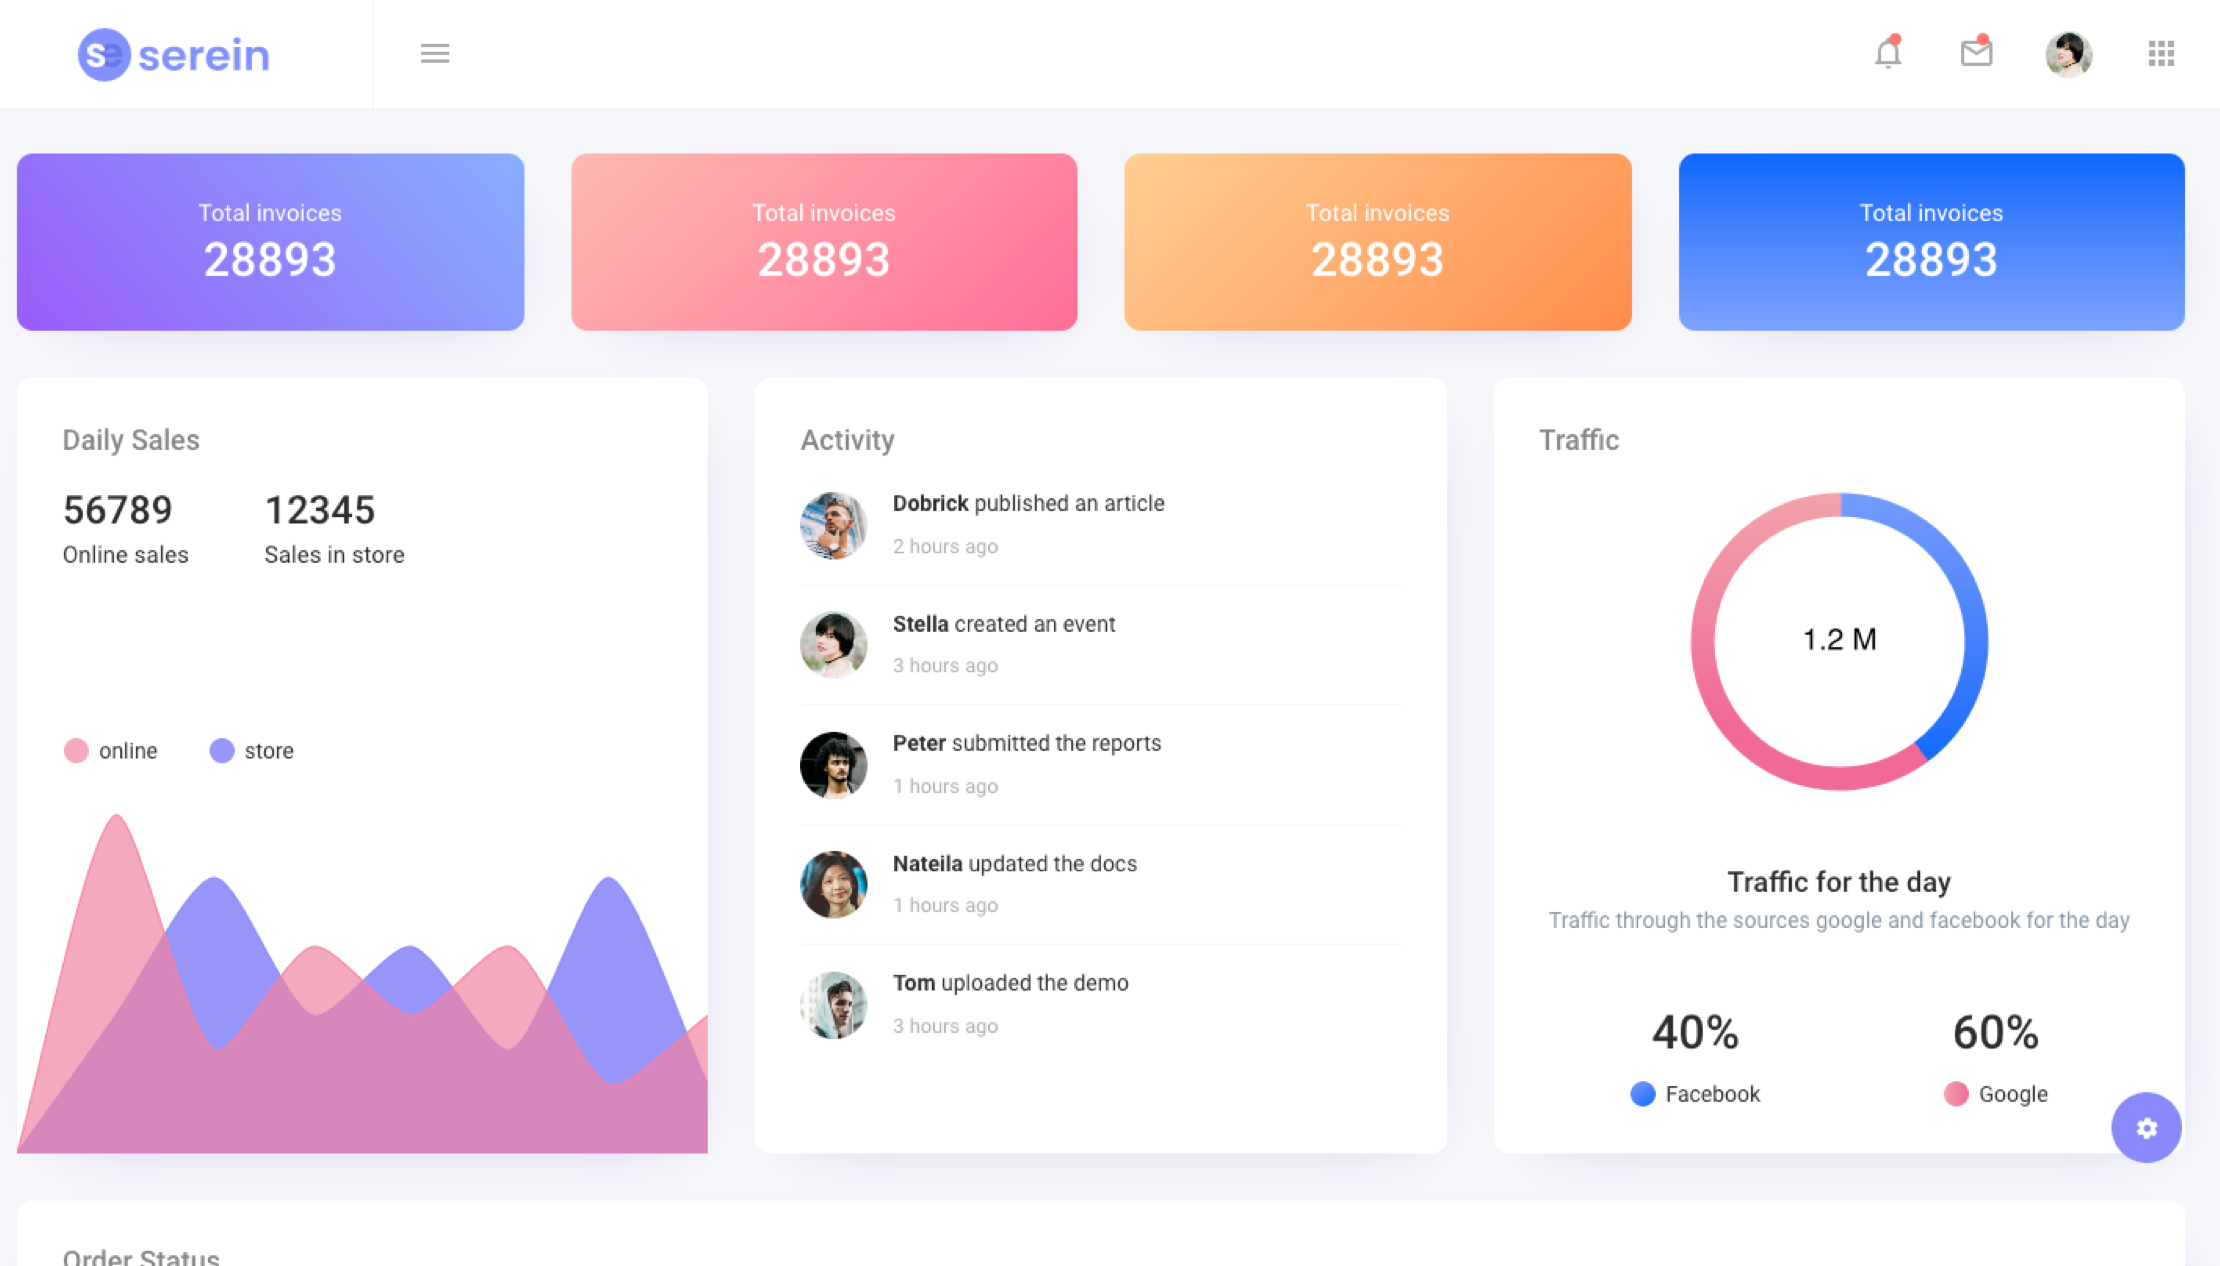 se serein
Total invoices
28893
Total invoices
28893
Total invoices
28893
Total invoices
28893
Daily Sales
56789
Online sales
12345
Sales in store
online
store
Activity
Dobrick published an article
2 hours ago
Stella created an event
3 hours ago
Peter submitted the reports
1 hours ago
Nateila updated the docs
1 hours ago
Tom uploaded the demo
3 hours ago
Traffic
1.2 M
Traffic for the day
Traffic through the sources google and facebook for the day
40%
Facebook
60%
Google
Order Status